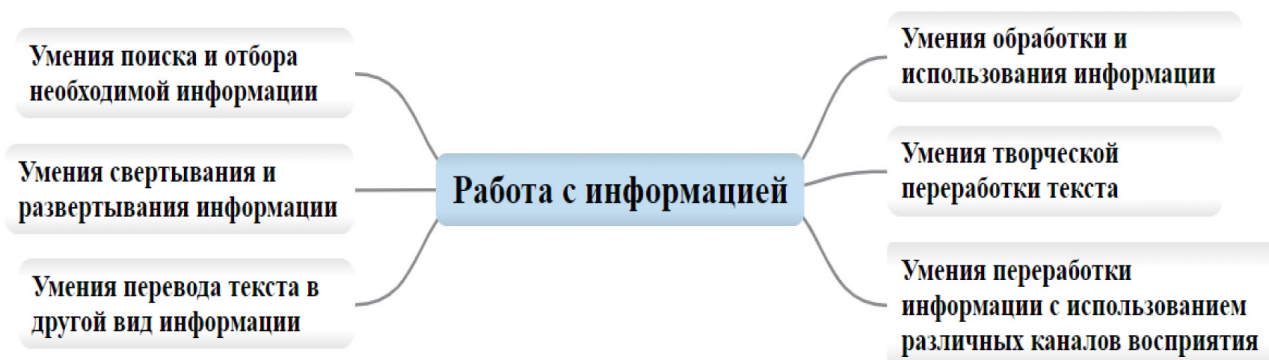 Умения поиска и отбора
необходимой информации
Умения свертывания и
развертывания информации
Умения перевода текста в
другой вид информации
Работа с информацией
Умения обработки и
использования информации
Умения творческой
переработки текста
Умения переработки
информации с использованием
различных каналов восприятия